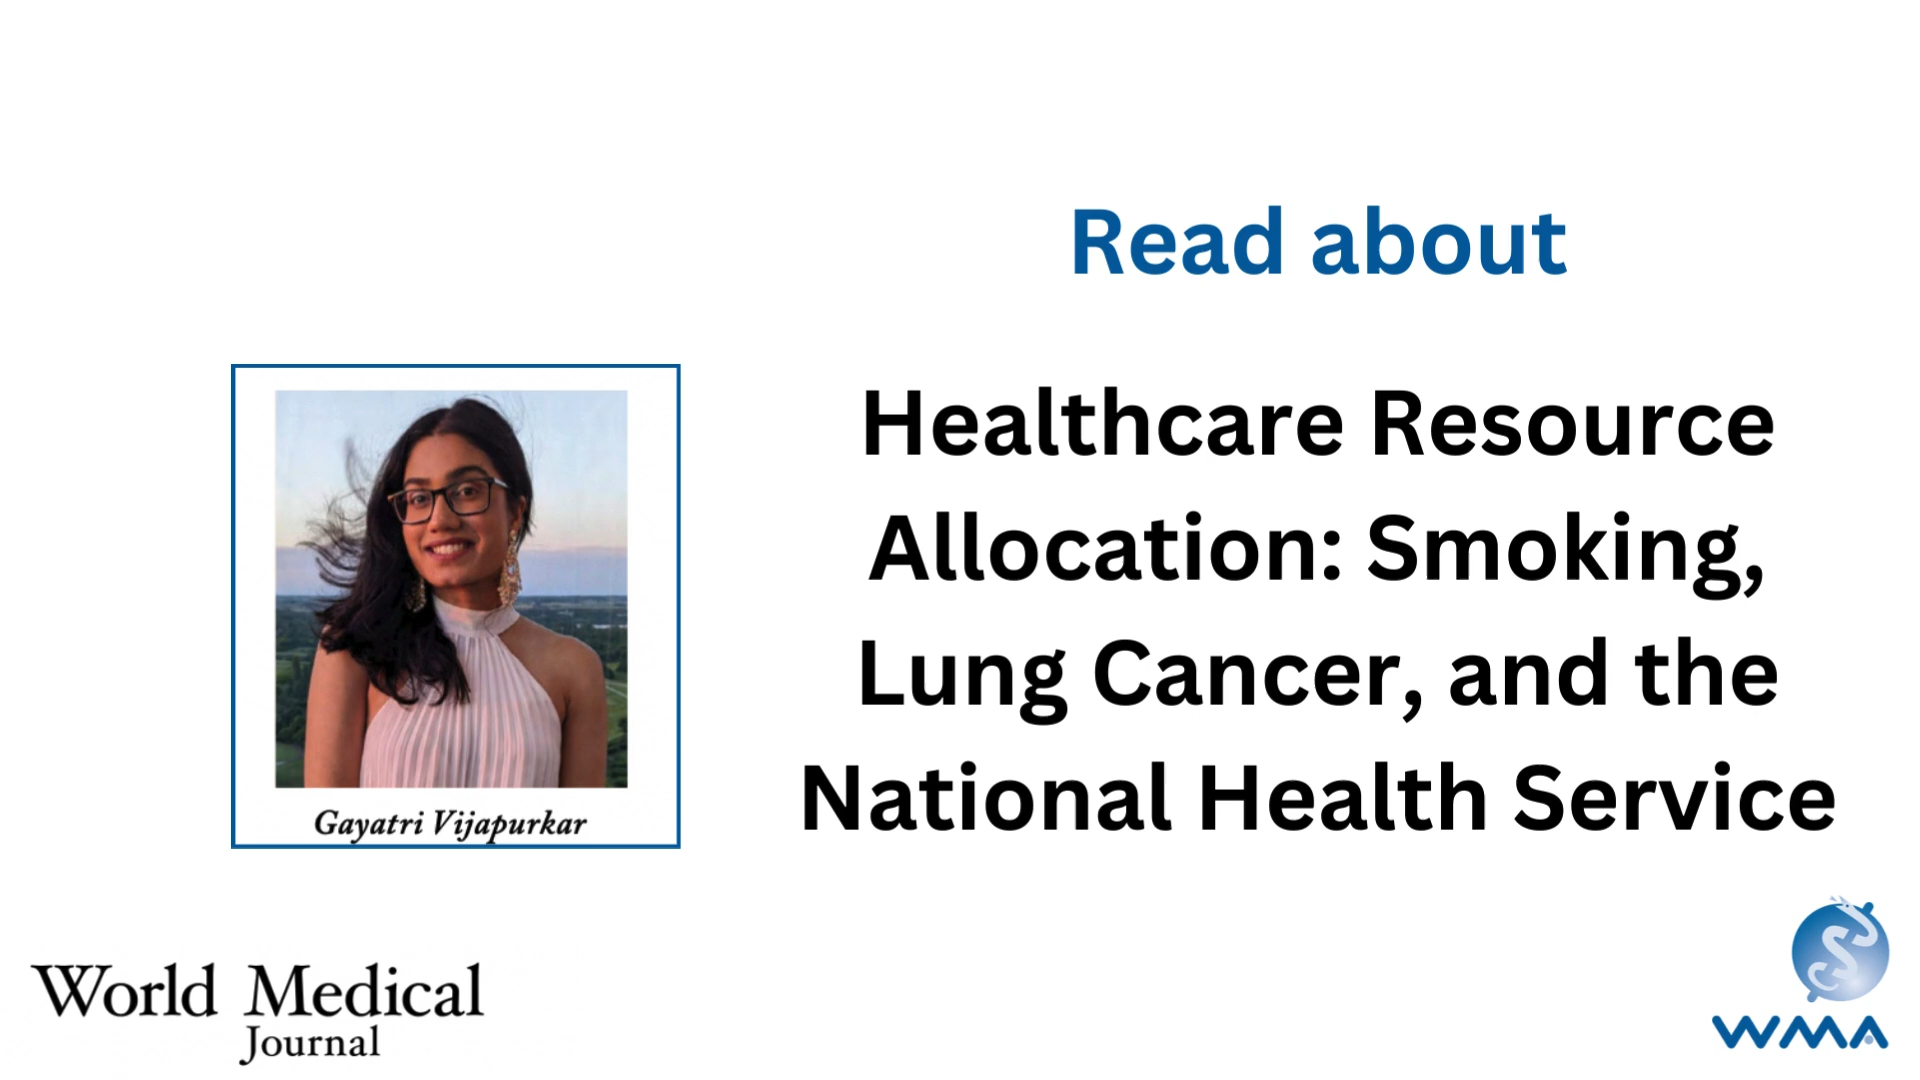 Read about
Healthcare Resource
Allocation: Smoking,
Lung Cancer, and the
National Health Service
Gayatri Vijapurkar
World Medical
Journal
WMA